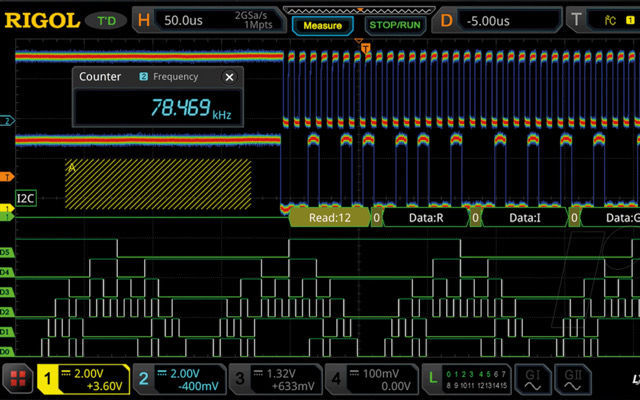 RIGOL T'D H 50.0us 2GSa/s 1Mpts Measure STOP/RUN D -5.00us T I²C 1
Counter 2 Frequency
78.469 kHz
2
T
A
I2C
1
T
Read:12 0 Data:R 0 Data:I 0 Data:G
D5
D4
D3
D2
D1
D0
1 2.00V +3.60V
2 2.00V -400mV
3 1.32V +633mV
4 100mV 0.00V
L 0 1 2 3 4 5 6 7
8 9 10 11 12 13 14 15
GI GII